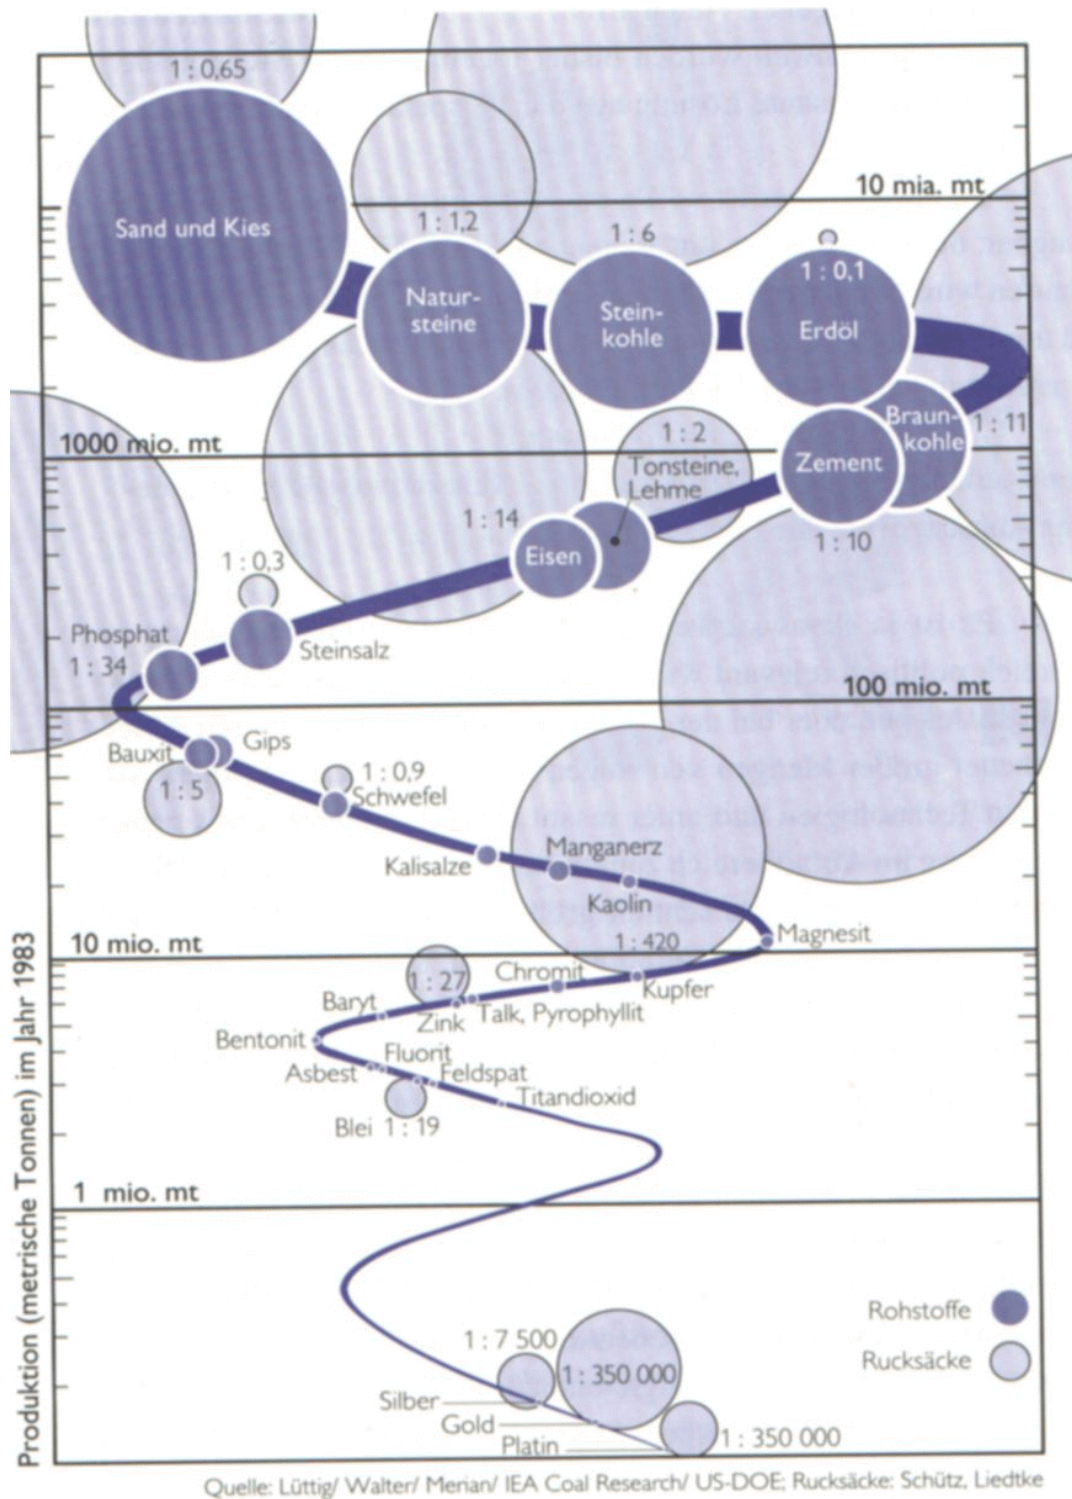 1 : 0,65
10 mia. mt
Sand und Kies
1 : 1,2
1 : 6
1 : 0,1
Natur-
steine
Stein-
kohle
Erdöl
Braun-
kohle
1 : 11
1000 mio. mt
1 : 2
Tonsteine,
Lehme
Zement
1 : 14
Eisen
1 : 10
1 : 0,3
Phosphat
1 : 34
Steinsalz
100 mio. mt
Bauxit
Gips
1 : 5
1 : 0,9
Schwefel
Kalisalze
Manganerz
Kaolin
Magnesit
10 mio. mt
1 : 420
1 : 27
Chromit
Kupfer
Baryt
Zink
Talk, Pyrophyllit
Bentonit
Fluorit
Asbest
Feldspat
Titandioxid
Blei 1 : 19
1 mio. mt
Produktion (metrische Tonnen) im Jahr 1983
Rohstoffe
Rucksäcke
1 : 7 500
1 : 350 000
Silber
Gold
Platin
1 : 350 000
Quelle: Lüttig/ Walter/ Merian/ IEA Coal Research/ US-DOE; Rucksäcke: Schütz, Liedtke